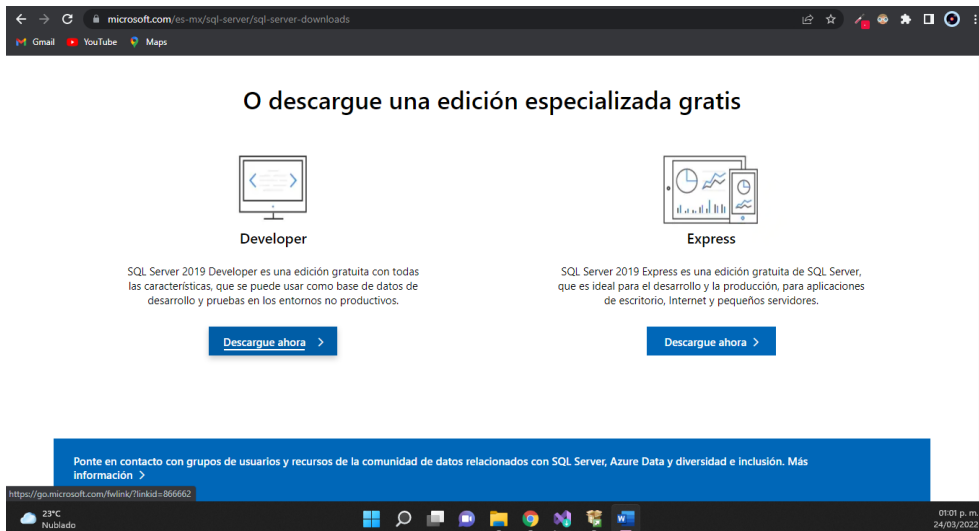 microsoft.com/es-mx/sql-server/sql-server-downloads
Gmail YouTube Maps
O descargue una edición especializada gratis
Developer
SQL Server 2019 Developer es una edición gratuita con todas
las características, que se puede usar como base de datos de
desarrollo y pruebas en los entornos no productivos.
Descargue ahora
Express
SQL Server 2019 Express es una edición gratuita de SQL Server,
que es ideal para el desarrollo y la producción, para aplicaciones
de escritorio, Internet y pequeños servidores.
Descargue ahora
Ponte en contacto con grupos de usuarios y recursos de la comunidad de datos relacionados con SQL Server, Azure Data y diversidad e inclusión. Más
información
https://go.microsoft.com/fwlink/?linkid=866662
23°C
Nublado
01:01 p. m.
24/03/2022